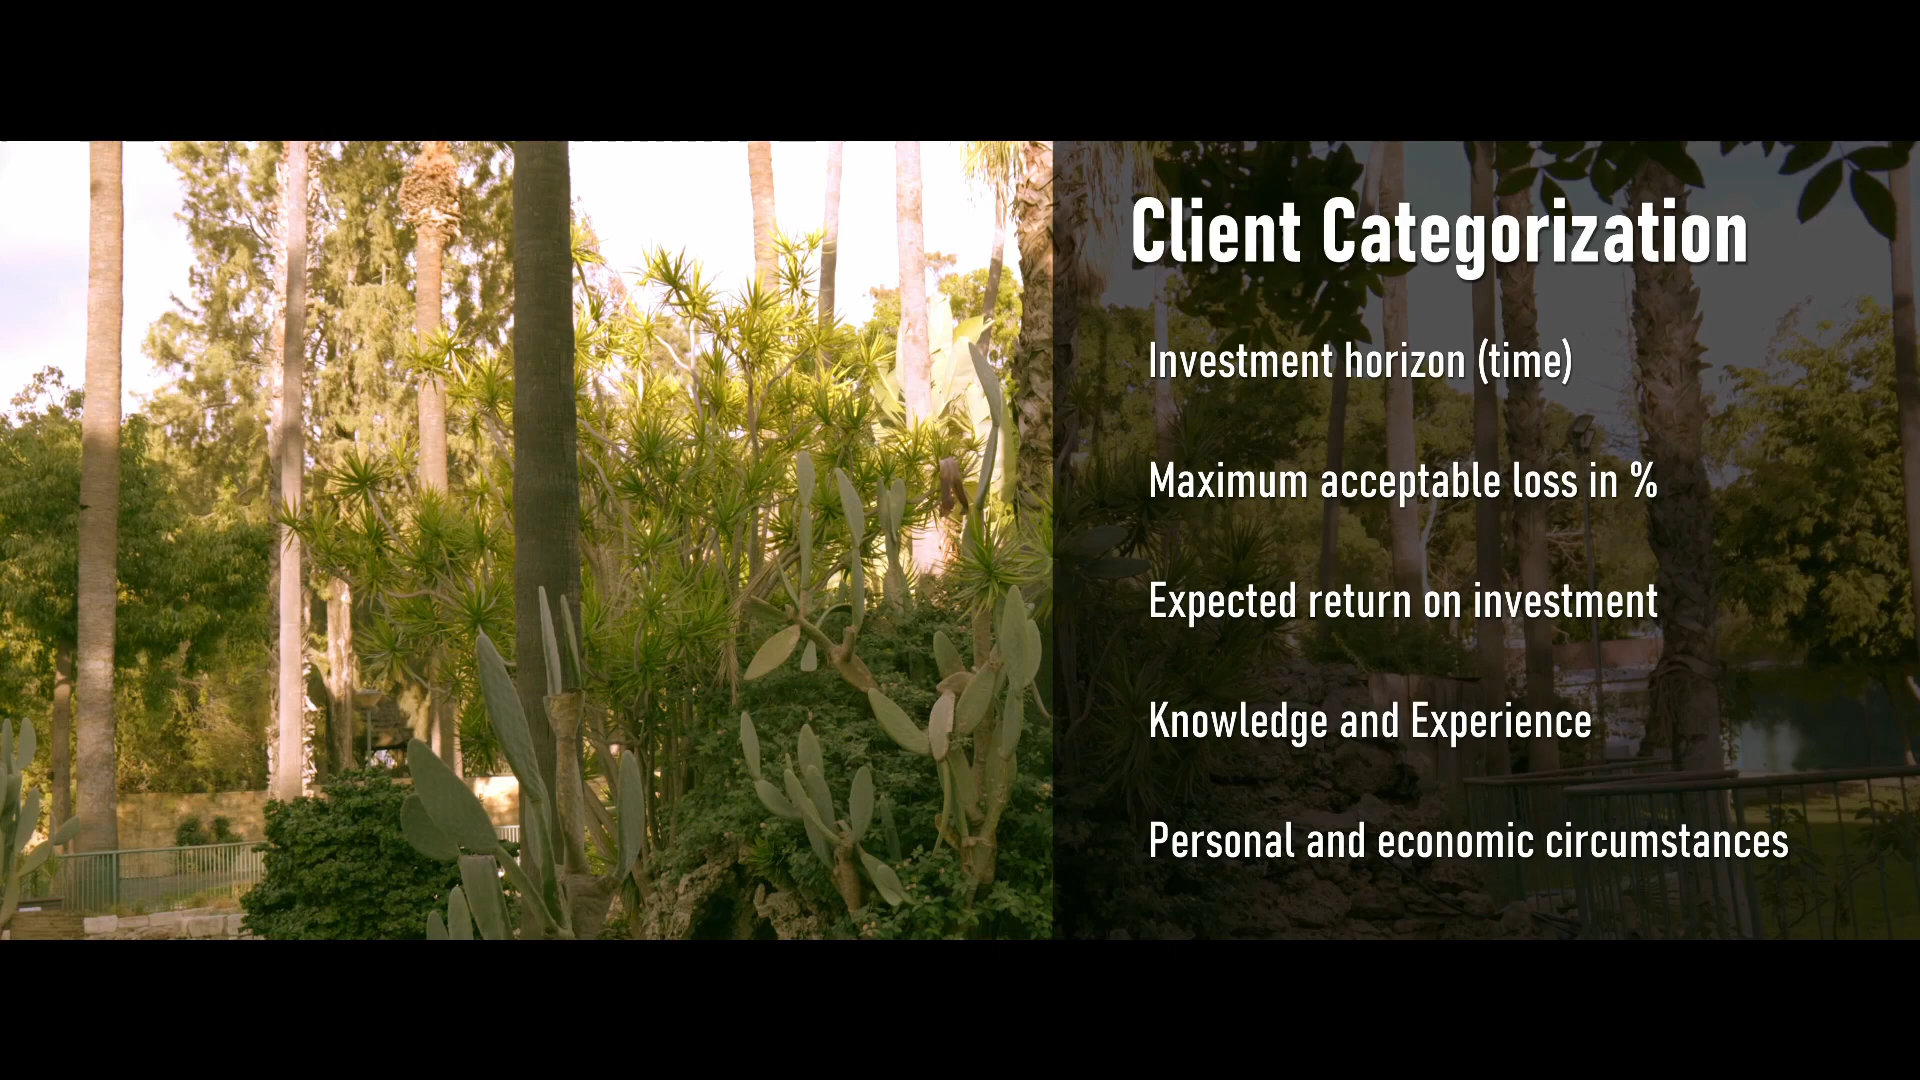 Client Categorization
Investment horizon (time)
Maximum acceptable loss in %
Expected return on investment
Knowledge and Experience
Personal and economic circumstances